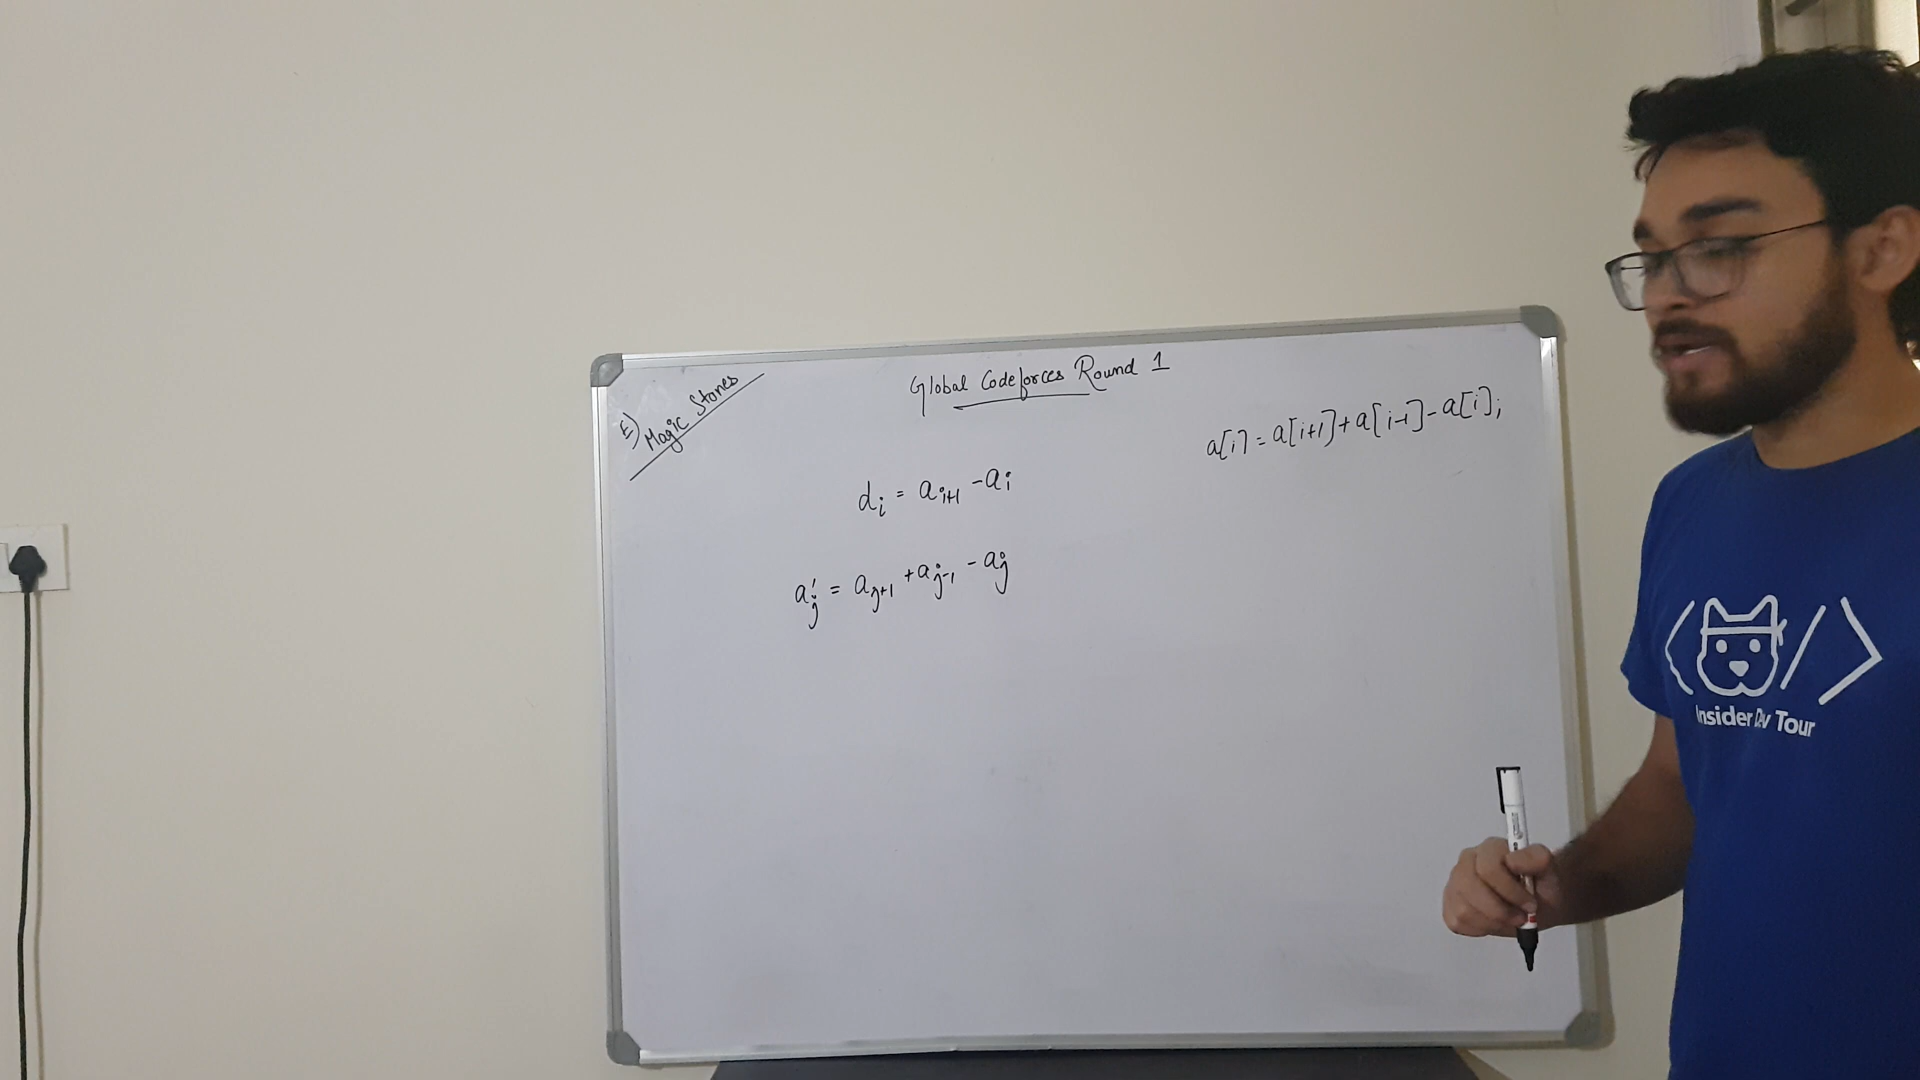 Global Codeforces Round 1
E) Magic Stones
a[i] = a[i+1] + a[i-1] - a[i];
dᵢ = aᵢ₊₁ - aᵢ
a'ⱼ = aⱼ₊₁ + aⱼ₋₁ - aⱼ
Insider Dev Tour